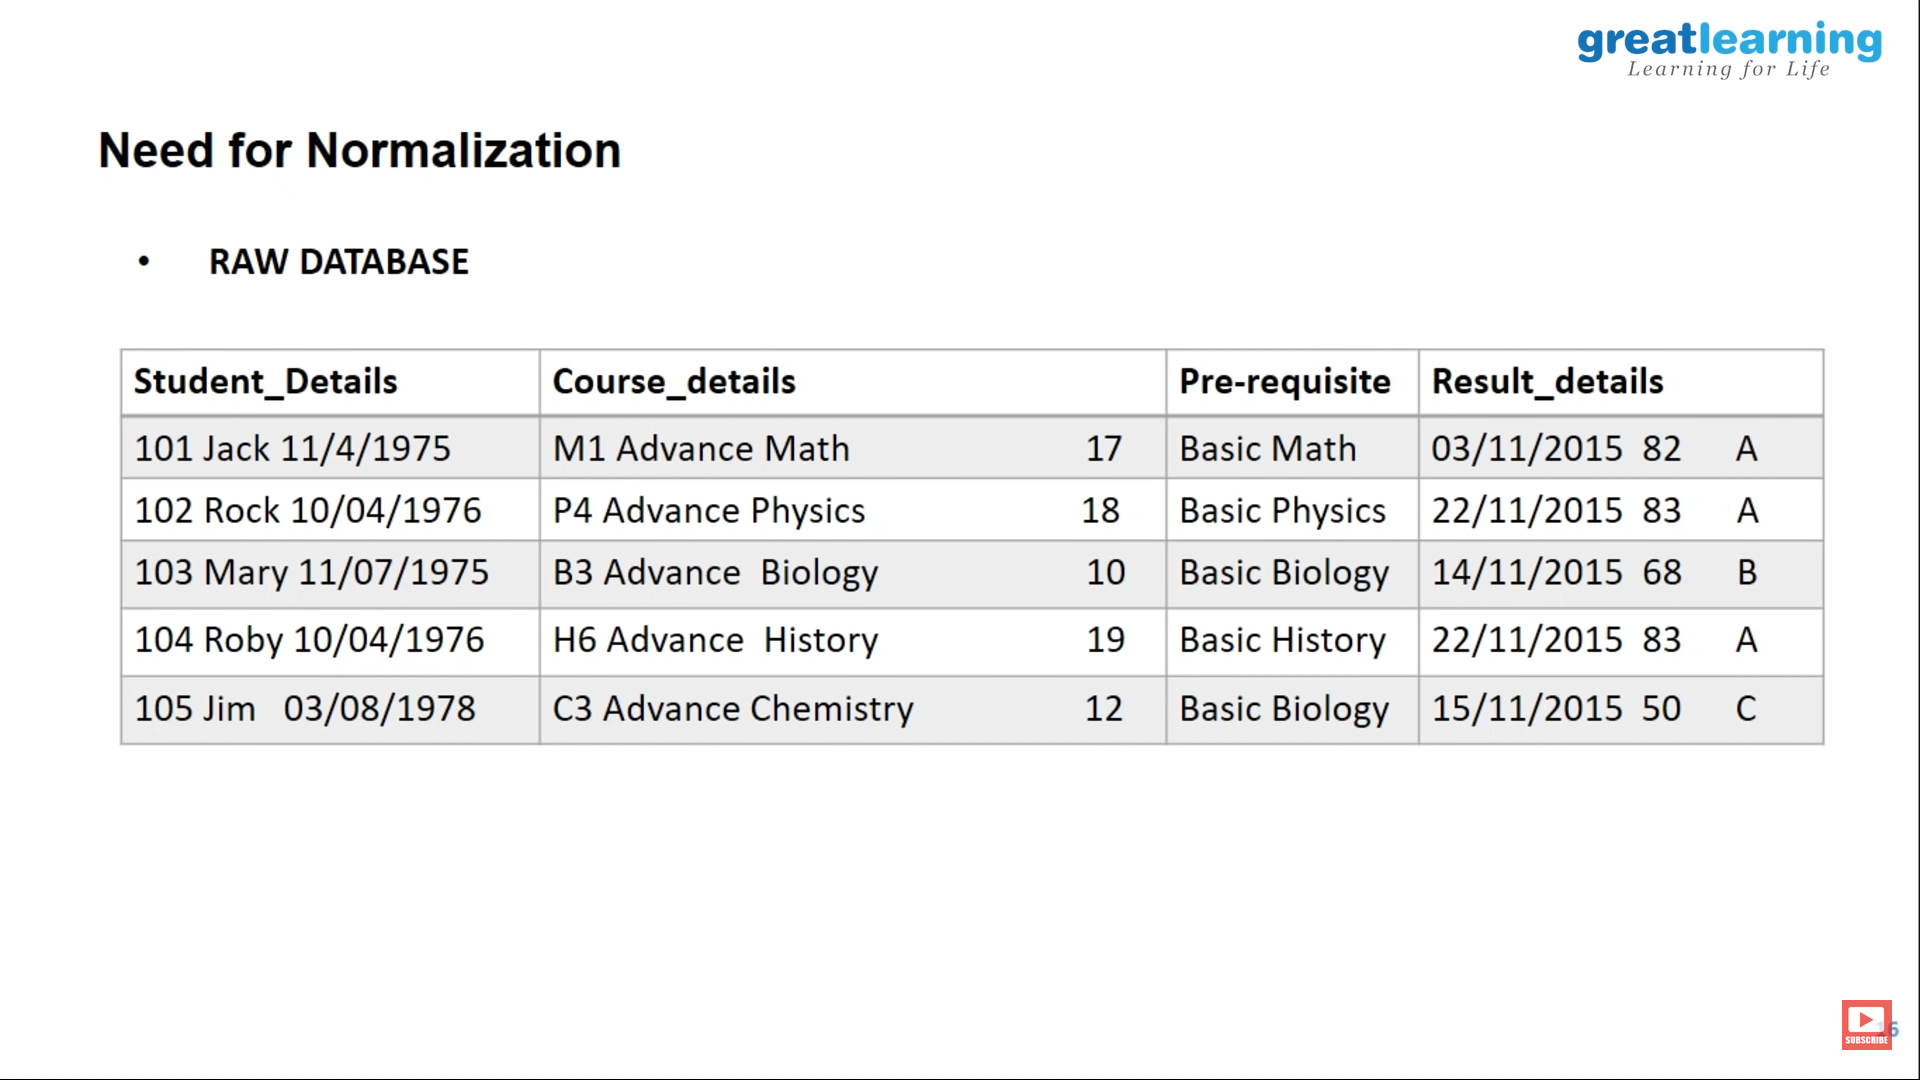 greatlearning
Learning for Life
Need for Normalization
• RAW DATABASE
Student_Details Course_details Pre-requisite Result_details
101 Jack 11/4/1975 M1 Advance Math 17 Basic Math 03/11/2015 82 A
102 Rock 10/04/1976 P4 Advance Physics 18 Basic Physics 22/11/2015 83 A
103 Mary 11/07/1975 B3 Advance Biology 10 Basic Biology 14/11/2015 68 B
104 Roby 10/04/1976 H6 Advance History 19 Basic History 22/11/2015 83 A
105 Jim 03/08/1978 C3 Advance Chemistry 12 Basic Biology 15/11/2015 50 C
SUBSCRIBE